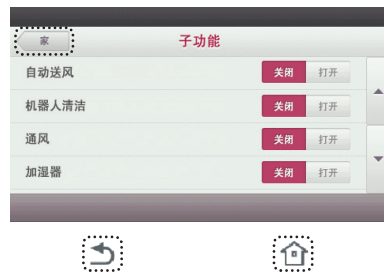 家
子功能
自动送风 关闭 打开
机器人清洁 关闭 打开
通风 关闭 打开
加湿器 关闭 打开